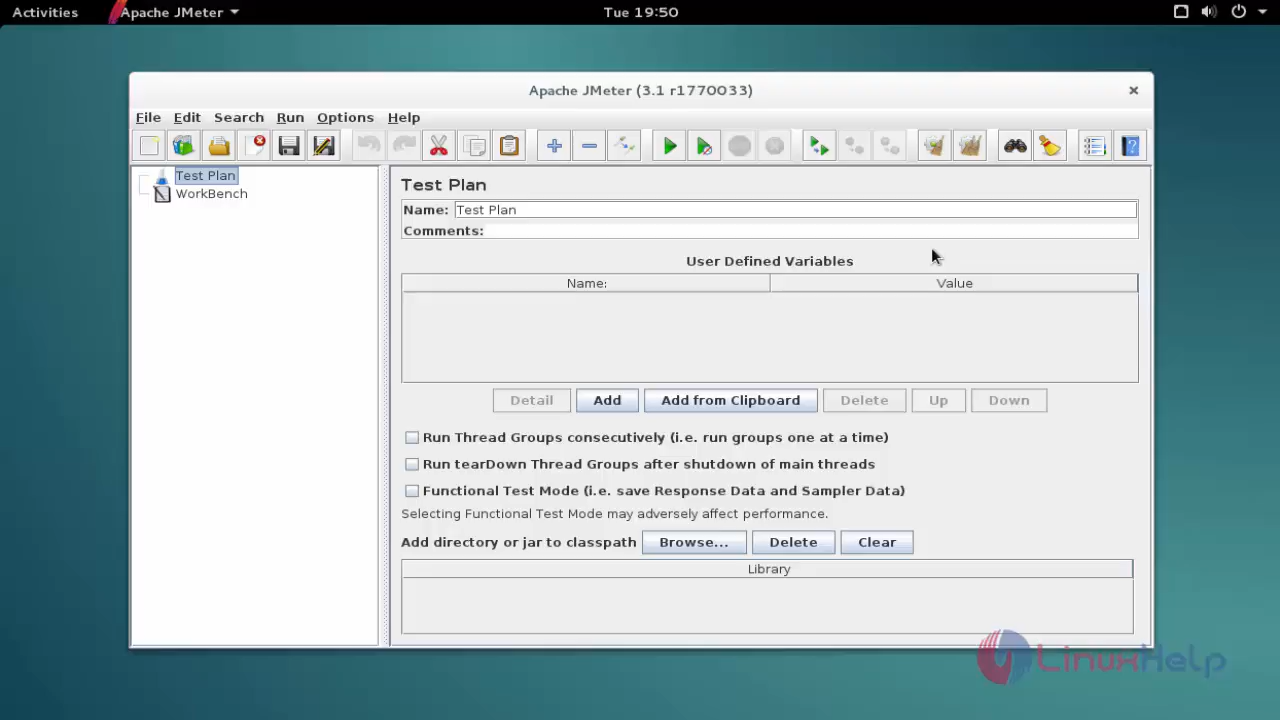 Activities Apache JMeter Tue 19:50
Apache JMeter (3.1 r1770033)
File Edit Search Run Options Help
Test Plan
WorkBench
Test Plan
Name: Test Plan
Comments:
User Defined Variables
Name: Value
Detail Add Add from Clipboard Delete Up Down
Run Thread Groups consecutively (i.e. run groups one at a time)
Run tearDown Thread Groups after shutdown of main threads
Functional Test Mode (i.e. save Response Data and Sampler Data)
Selecting Functional Test Mode may adversely affect performance.
Add directory or jar to classpath Browse... Delete Clear
Library
LinuxHelp